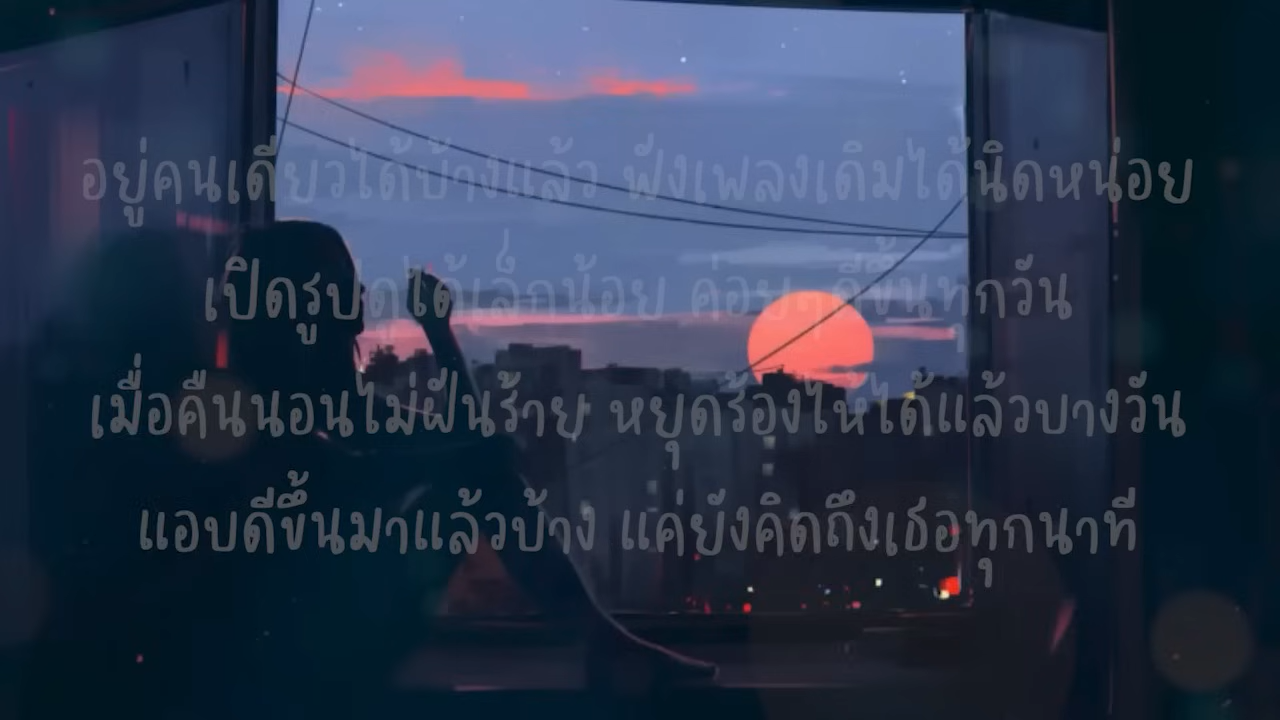 อยู่คนเดียวได้บ้างแล้ว ฟังเพลงเดิมได้นิดหน่อย
เปิดรูปดูได้เล็กน้อย ค่อยๆดีขึ้นทุกวัน
เมื่อคืนนอนไม่ฝันร้าย หยุดร้องไห้ได้แล้วบางวัน
แอบดีขึ้นมาแล้วบ้าง แค่ยังคิดถึงเธอทุกนาที